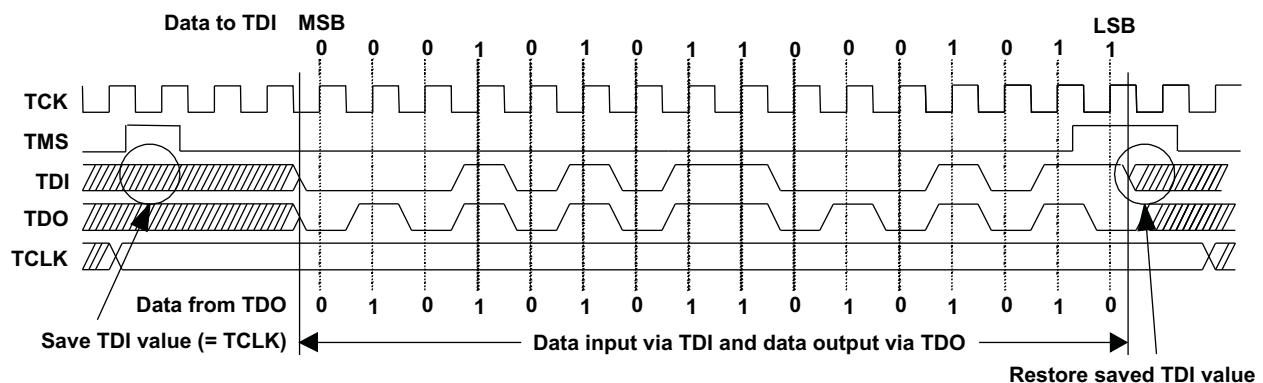 Data to TDI MSB LSB
0 0 0 1 0 1 0 1 1 0 0 0 1 0 1 1
TCK
TMS
TDI
TDO
TCLK
Data from TDO 0 1 0 1 0 1 0 1 1 0 1 0 1 0 1 0
Save TDI value (= TCLK) Data input via TDI and data output via TDO
Restore saved TDI value